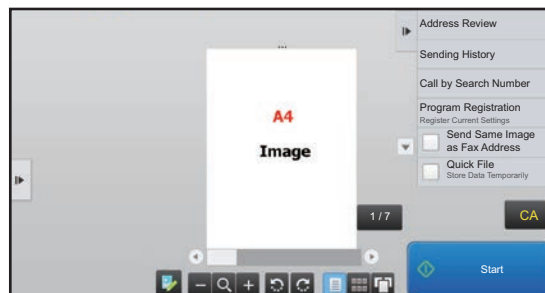 Address Review
Sending History
Call by Search Number
Program Registration
Register Current Settings
Send Same Image
as Fax Address
Quick File
Store Data Temporarily
...
A4
Image
1 / 7
CA
Start